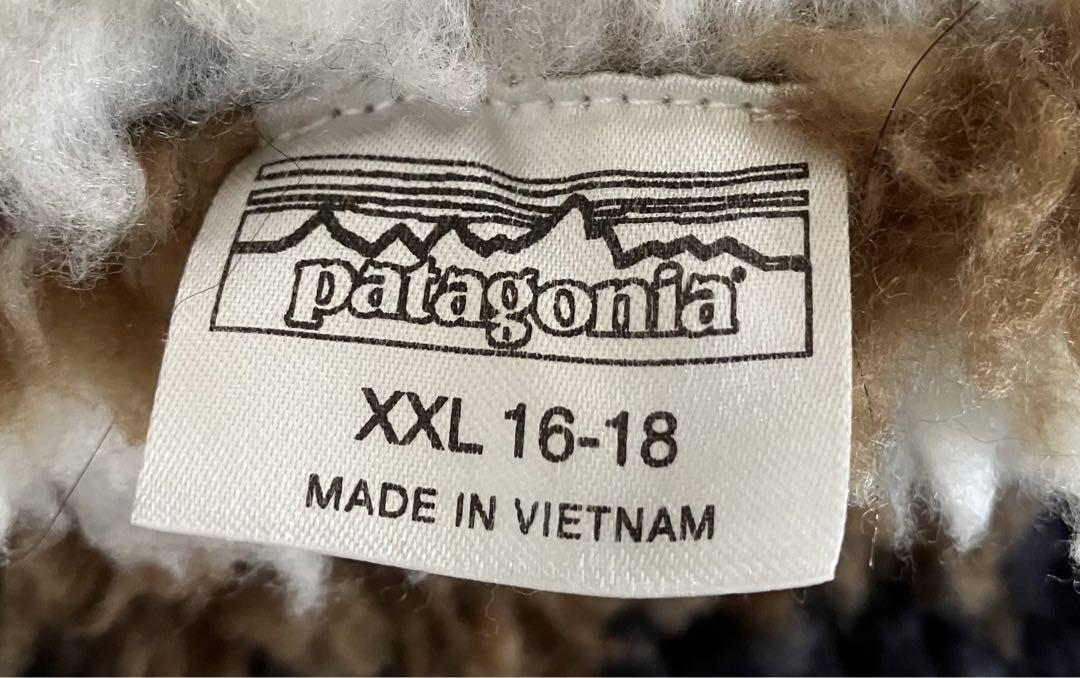 patagonia
XXL 16-18
MADE IN VIETNAM